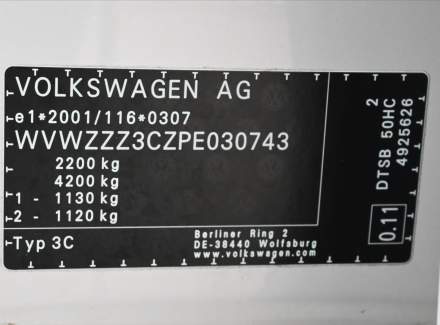 VOLKSWAGEN AG
e1*2001/116*0307
WVWZZZ3CZPE030743
2200 kg
4200 kg
1 - 1130 kg
2 - 1120 kg
Typ 3C
Berliner Ring 2
DE-38440 Wolfsburg
www.volkswagen.com
DTSB 50HC 2
4925626
0.11